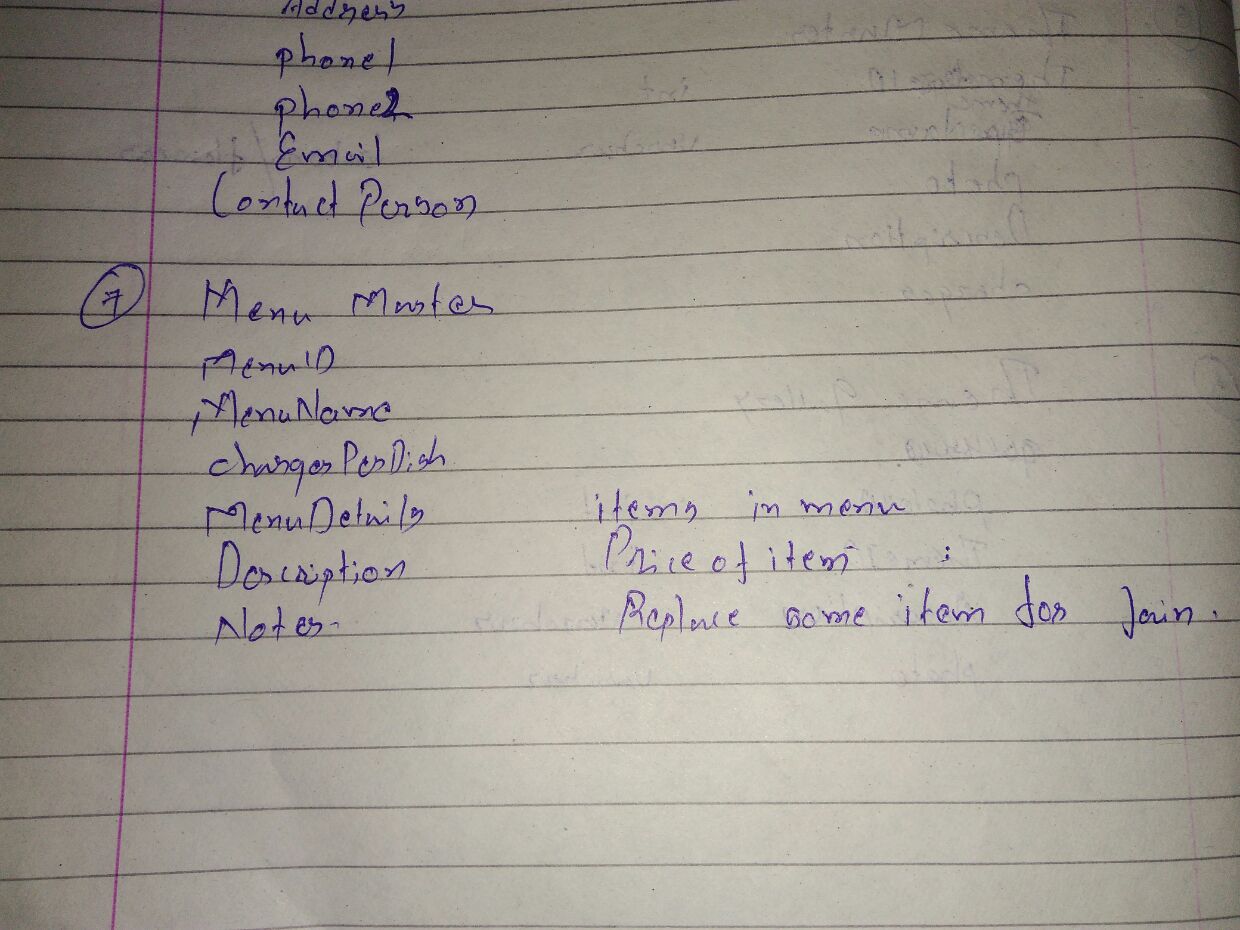 Address
phone1
phone2
Email
Contact Person
7 Menu Master
MenuID
MenuName
chargesPerDish
MenuDetails items in menu
Description Price of item :
Notes. Replace some item for Jain.